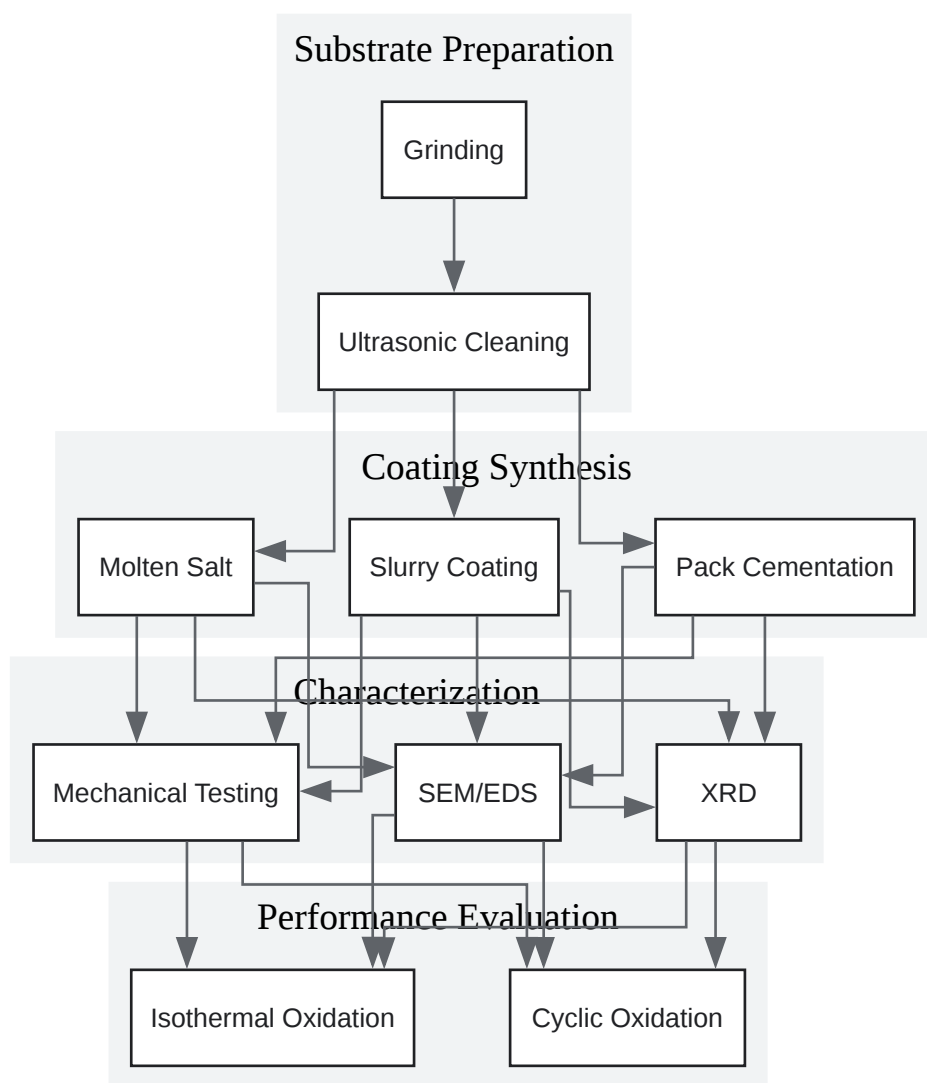 Substrate Preparation
Grinding
Ultrasonic Cleaning
Coating Synthesis
Molten Salt
Slurry Coating
Pack Cementation
Characterization
Mechanical Testing
SEM/EDS
XRD
Performance Evaluation
Isothermal Oxidation
Cyclic Oxidation